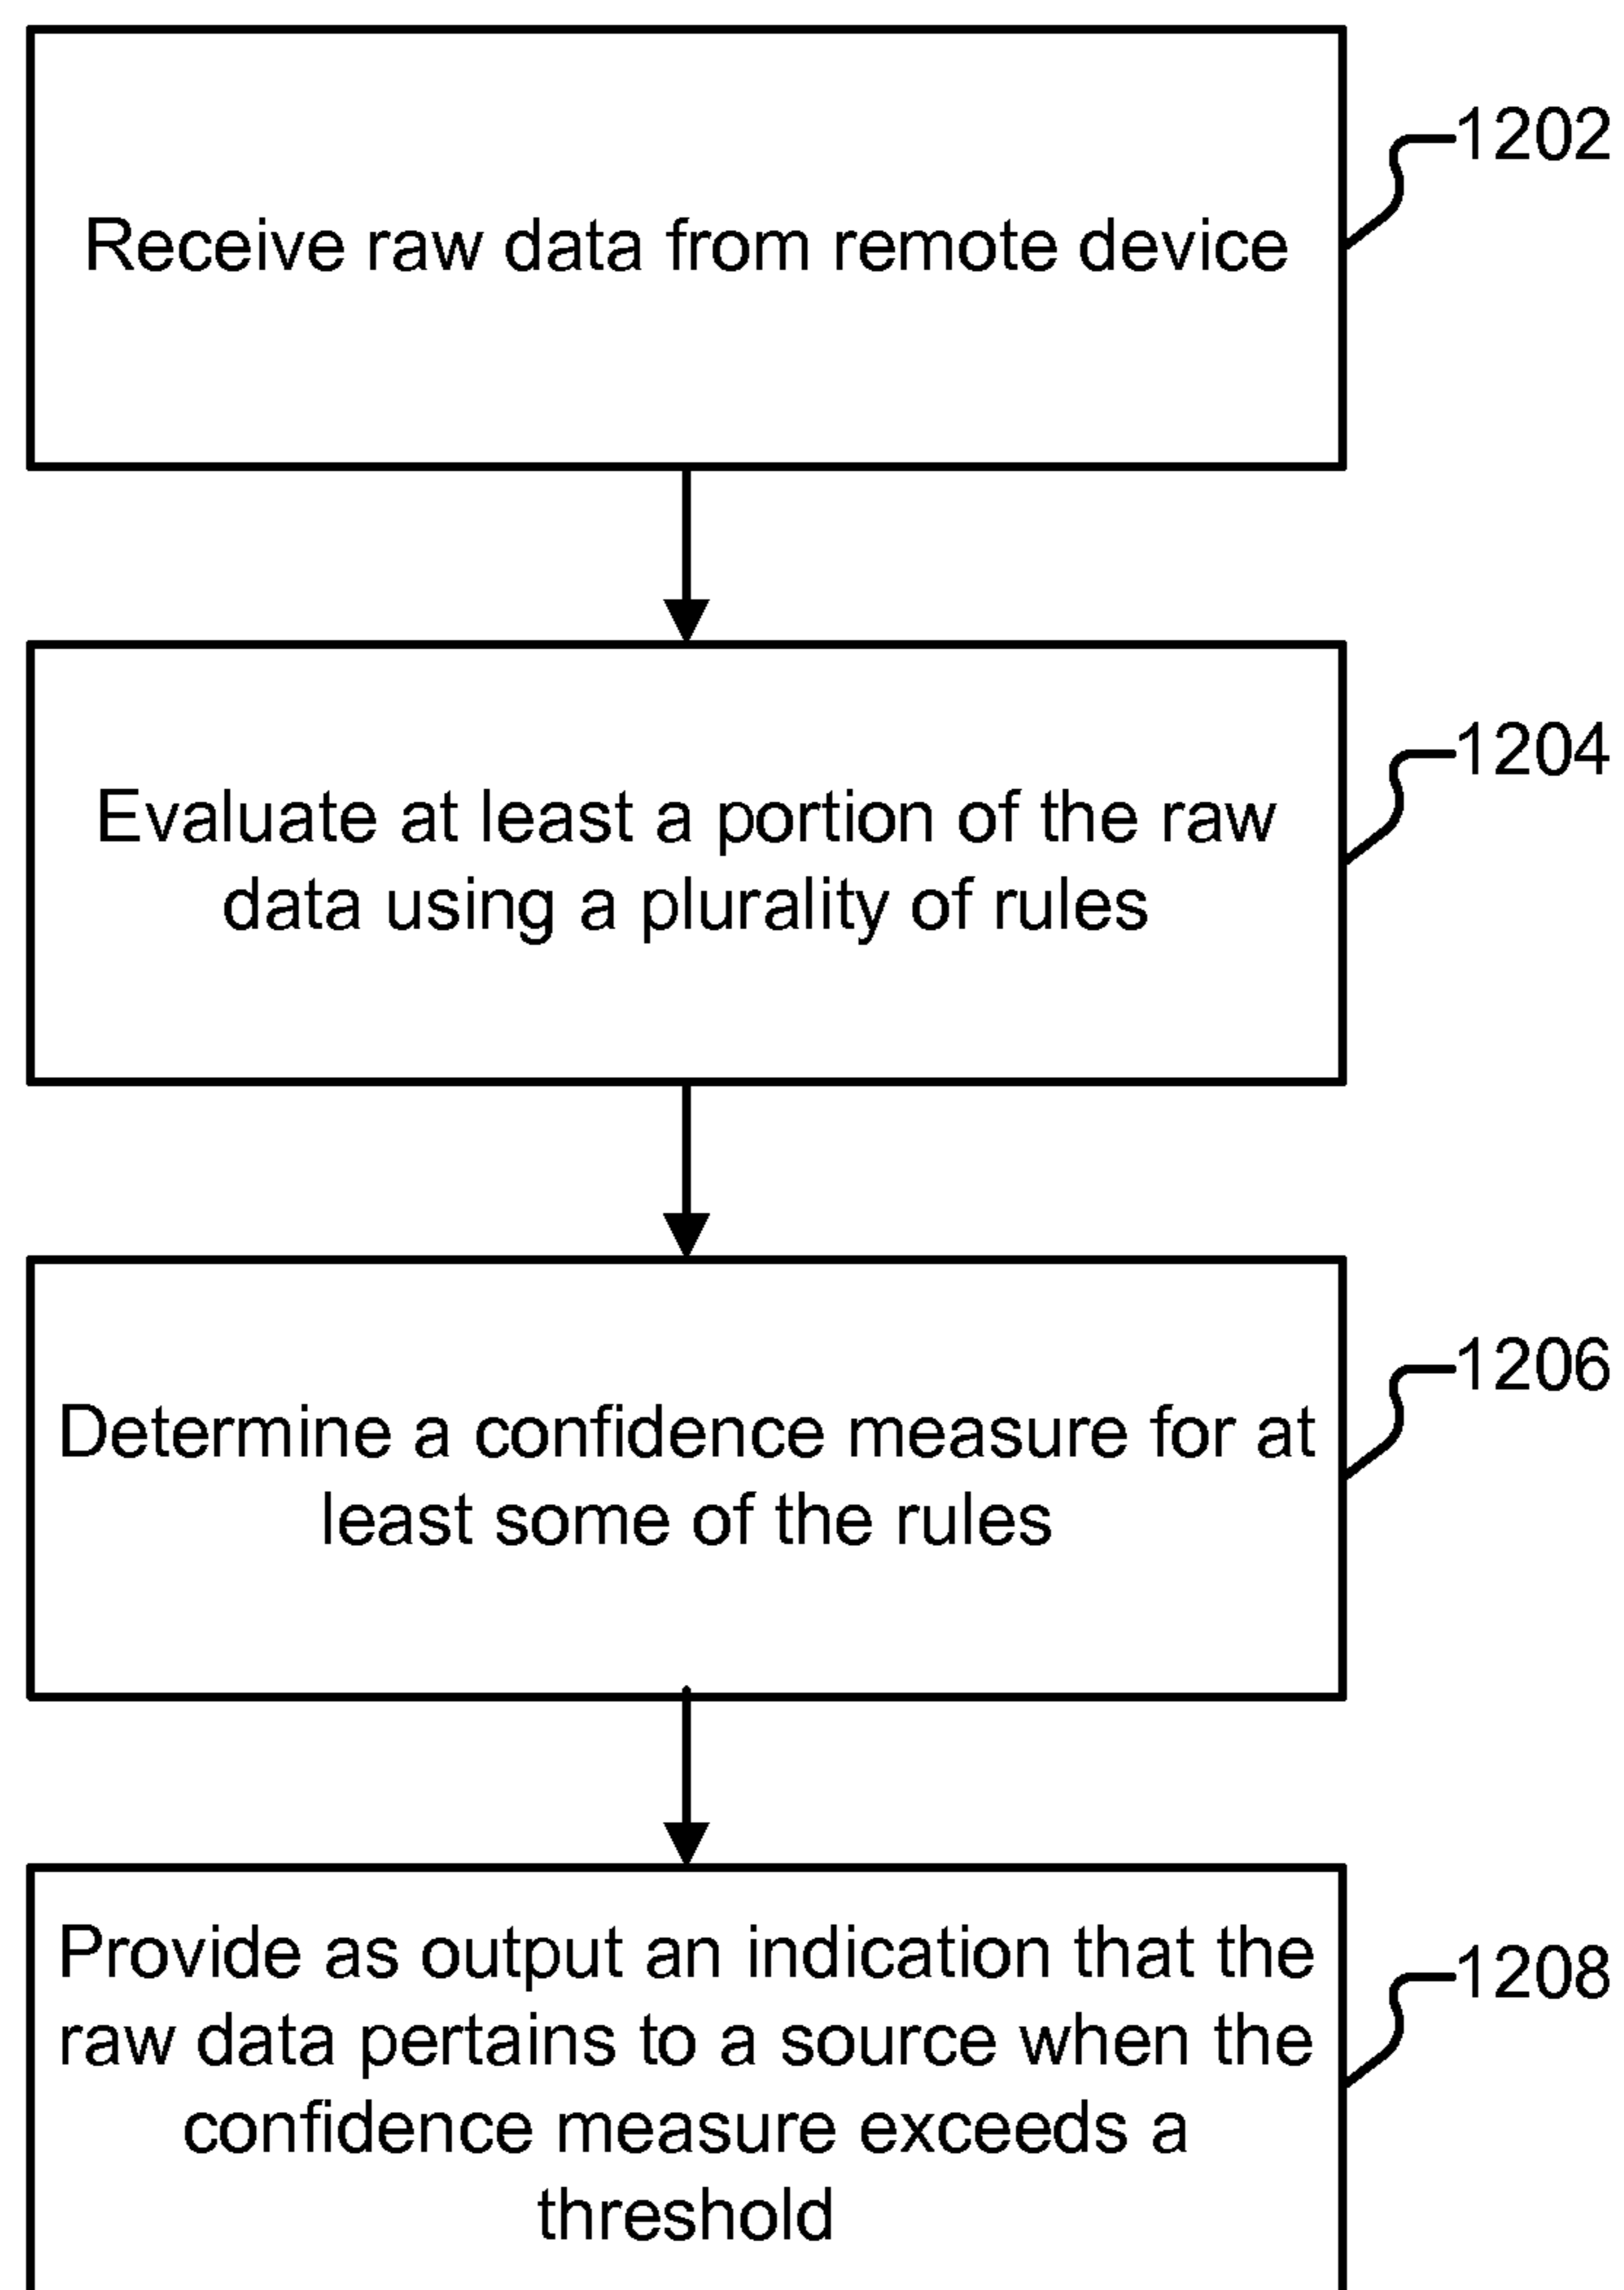 1202
Receive raw data from remote device
1204
Evaluate at least a portion of the raw
data using a plurality of rules
1206
Determine a confidence measure for at
least some of the rules
1208
Provide as output an indication that the
raw data pertains to a source when the
confidence measure exceeds a
threshold